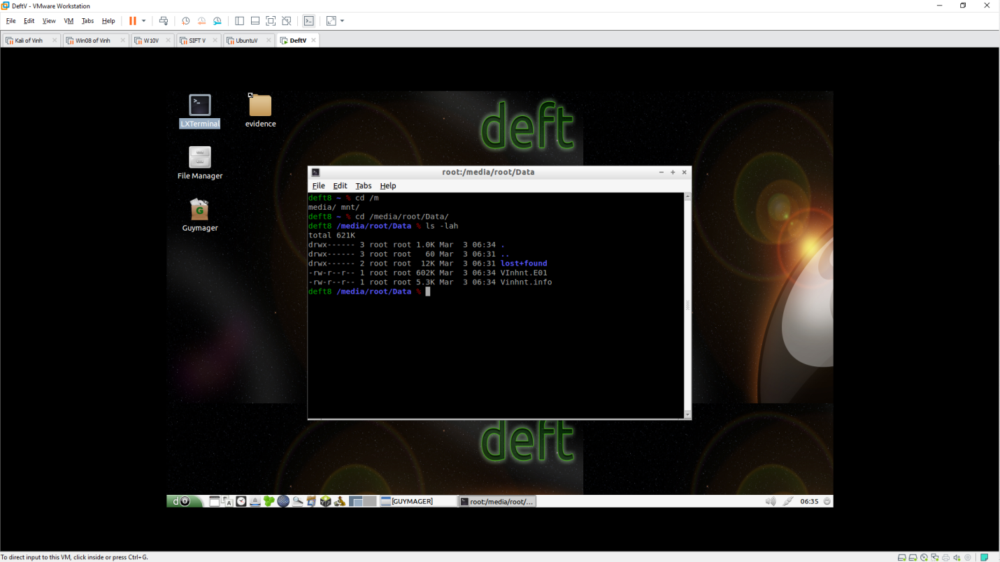 DeftV - VMware Workstation
File Edit View VM Tabs Help
Kali of Vinh Win08 of Vinh W10V SIFT V UbuntuV DeftV
LXTerminal
evidence
File Manager
Guymager
deft
root:/media/root/Data
File Edit Tabs Help
deft8 ~ % cd /m
media/ mnt/
deft8 ~ % cd /media/root/Data/
deft8 /media/root/Data % ls -lah
total 621K
drwx------ 3 root root 1.0K Mar  3 06:34 .
drwx------ 3 root root   60 Mar  3 06:31 ..
drwx------ 2 root root  12K Mar  3 06:31 lost+found
-rw-r--r-- 1 root root 602K Mar  3 06:34 VInhnt.E01
-rw-r--r-- 1 root root 5.3K Mar  3 06:34 Vinhnt.info
deft8 /media/root/Data %
deft
d8 [GUYMAGER] root:/media/root/... 06:35
To direct input to this VM, click inside or press Ctrl+G.